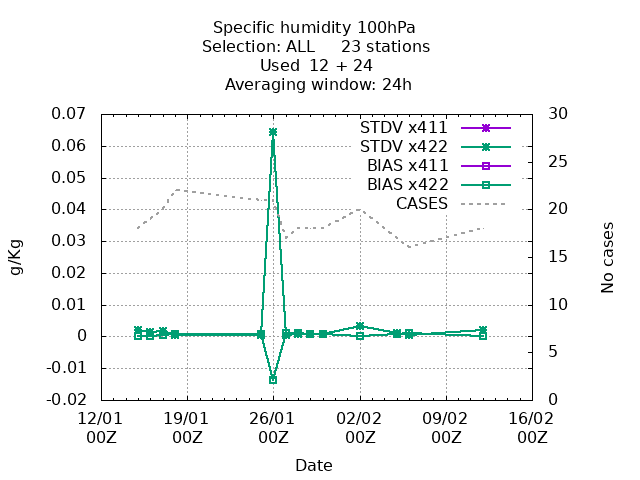 Specific humidity 100hPa
Selection: ALL 23 stations
Used 12 + 24
Averaging window: 24h
STDV x411
STDV x422
BIAS x411
BIAS x422
CASES
0.07
0.06
0.05
0.04
0.03
0.02
0.01
0
-0.01
-0.02
g/Kg
30
25
20
15
10
5
0
No cases
12/01 19/01 26/01 02/02 09/02 16/02
00Z 00Z 00Z 00Z 00Z 00Z
Date